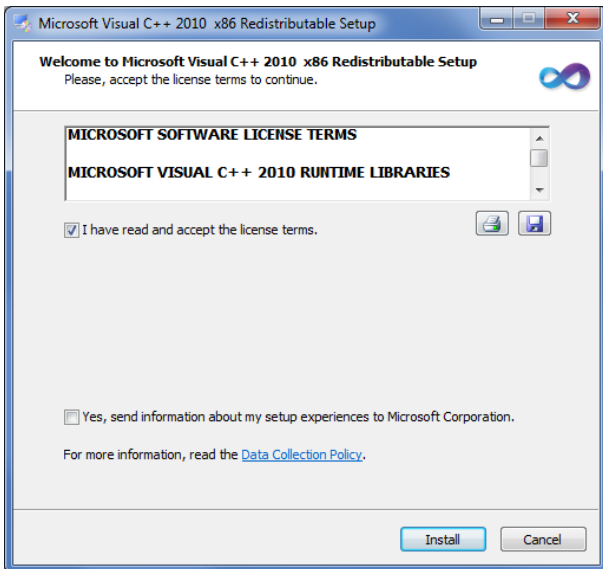 Microsoft Visual C++ 2010  x86 Redistributable Setup
Welcome to Microsoft Visual C++ 2010  x86 Redistributable Setup
Please, accept the license terms to continue.
MICROSOFT SOFTWARE LICENSE TERMS
MICROSOFT VISUAL C++ 2010 RUNTIME LIBRARIES
I have read and accept the license terms.
Yes, send information about my setup experiences to Microsoft Corporation.
For more information, read the Data Collection Policy.
Install
Cancel